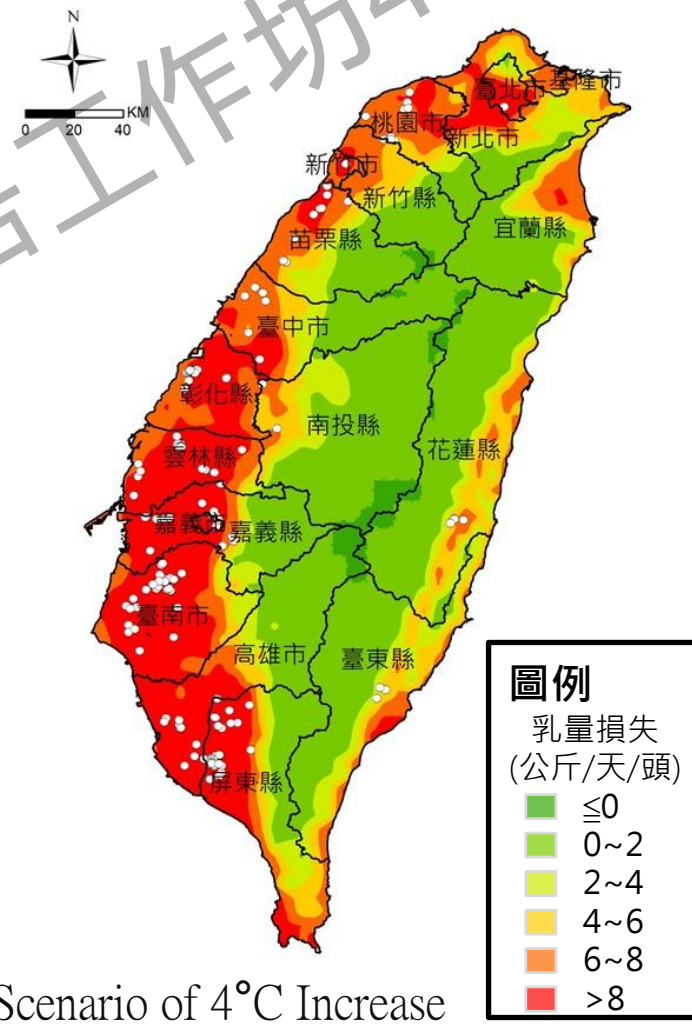 N
KM
0 20 40
工作坊
基隆市
臺北市
桃園市
新北市
新竹市
新竹縣
宜蘭縣
苗栗縣
臺中市
彰化縣
南投縣
花蓮縣
雲林縣
嘉義市
嘉義縣
臺南市
高雄市
臺東縣
屏東縣
圖例
乳量損失
(公斤/天/頭)
≦0
0~2
2~4
4~6
6~8
>8
Scenario of 4°C Increase